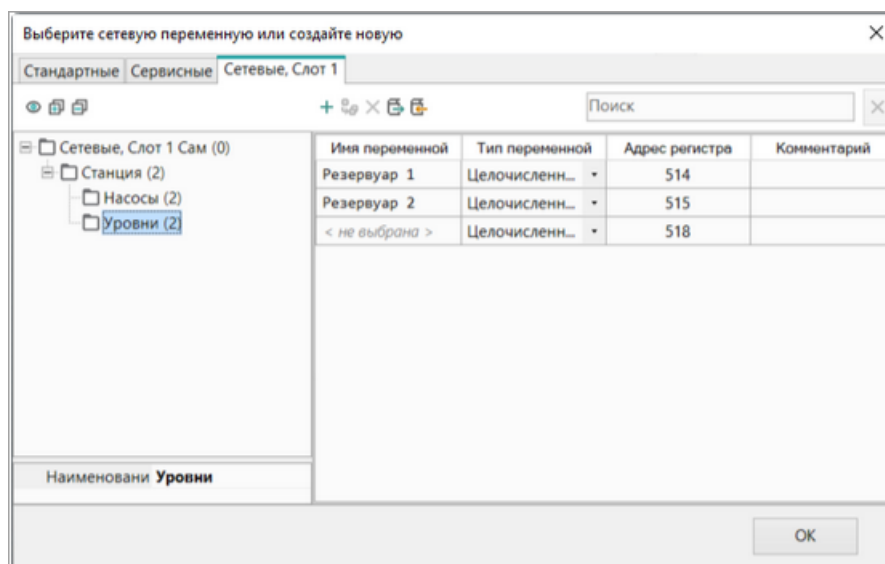 Выберите сетевую переменную или создайте новую
Стандартные Сервисные Сетевые, Слот 1
Поиск
Сетевые, Слот 1 Сам (0)
Станция (2)
Насосы (2)
Уровни (2)
Имя переменной Тип переменной Адрес регистра Комментарий
Резервуар 1 Целочисленн... 514
Резервуар 2 Целочисленн... 515
< не выбрана > Целочисленн... 518
Наименовани Уровни
OK